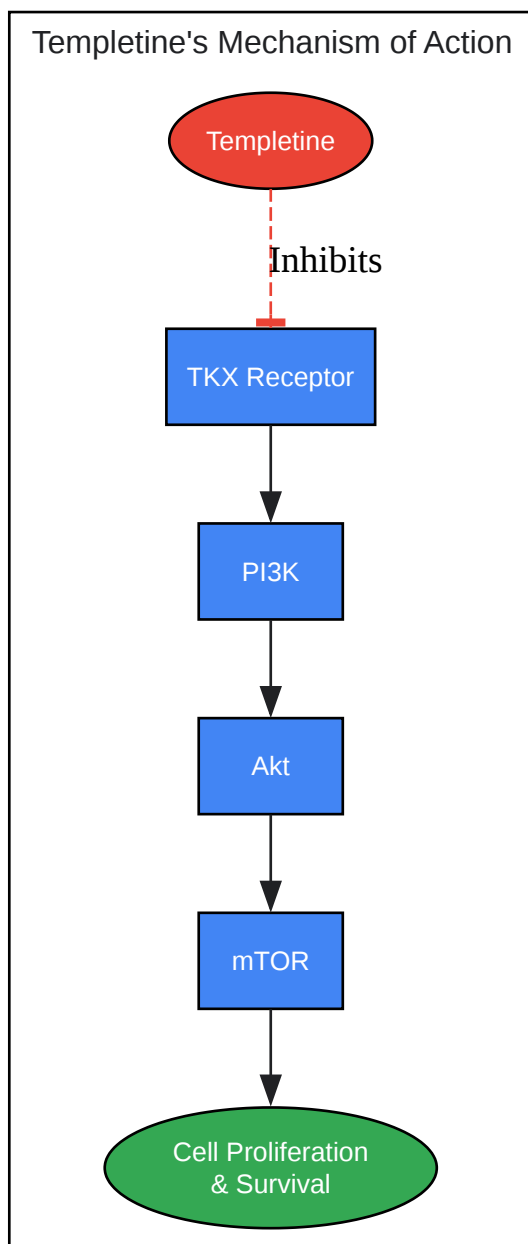 Templetine's Mechanism of Action
Templetine
Inhibits
TKX Receptor
PI3K
Akt
mTOR
Cell Proliferation
& Survival